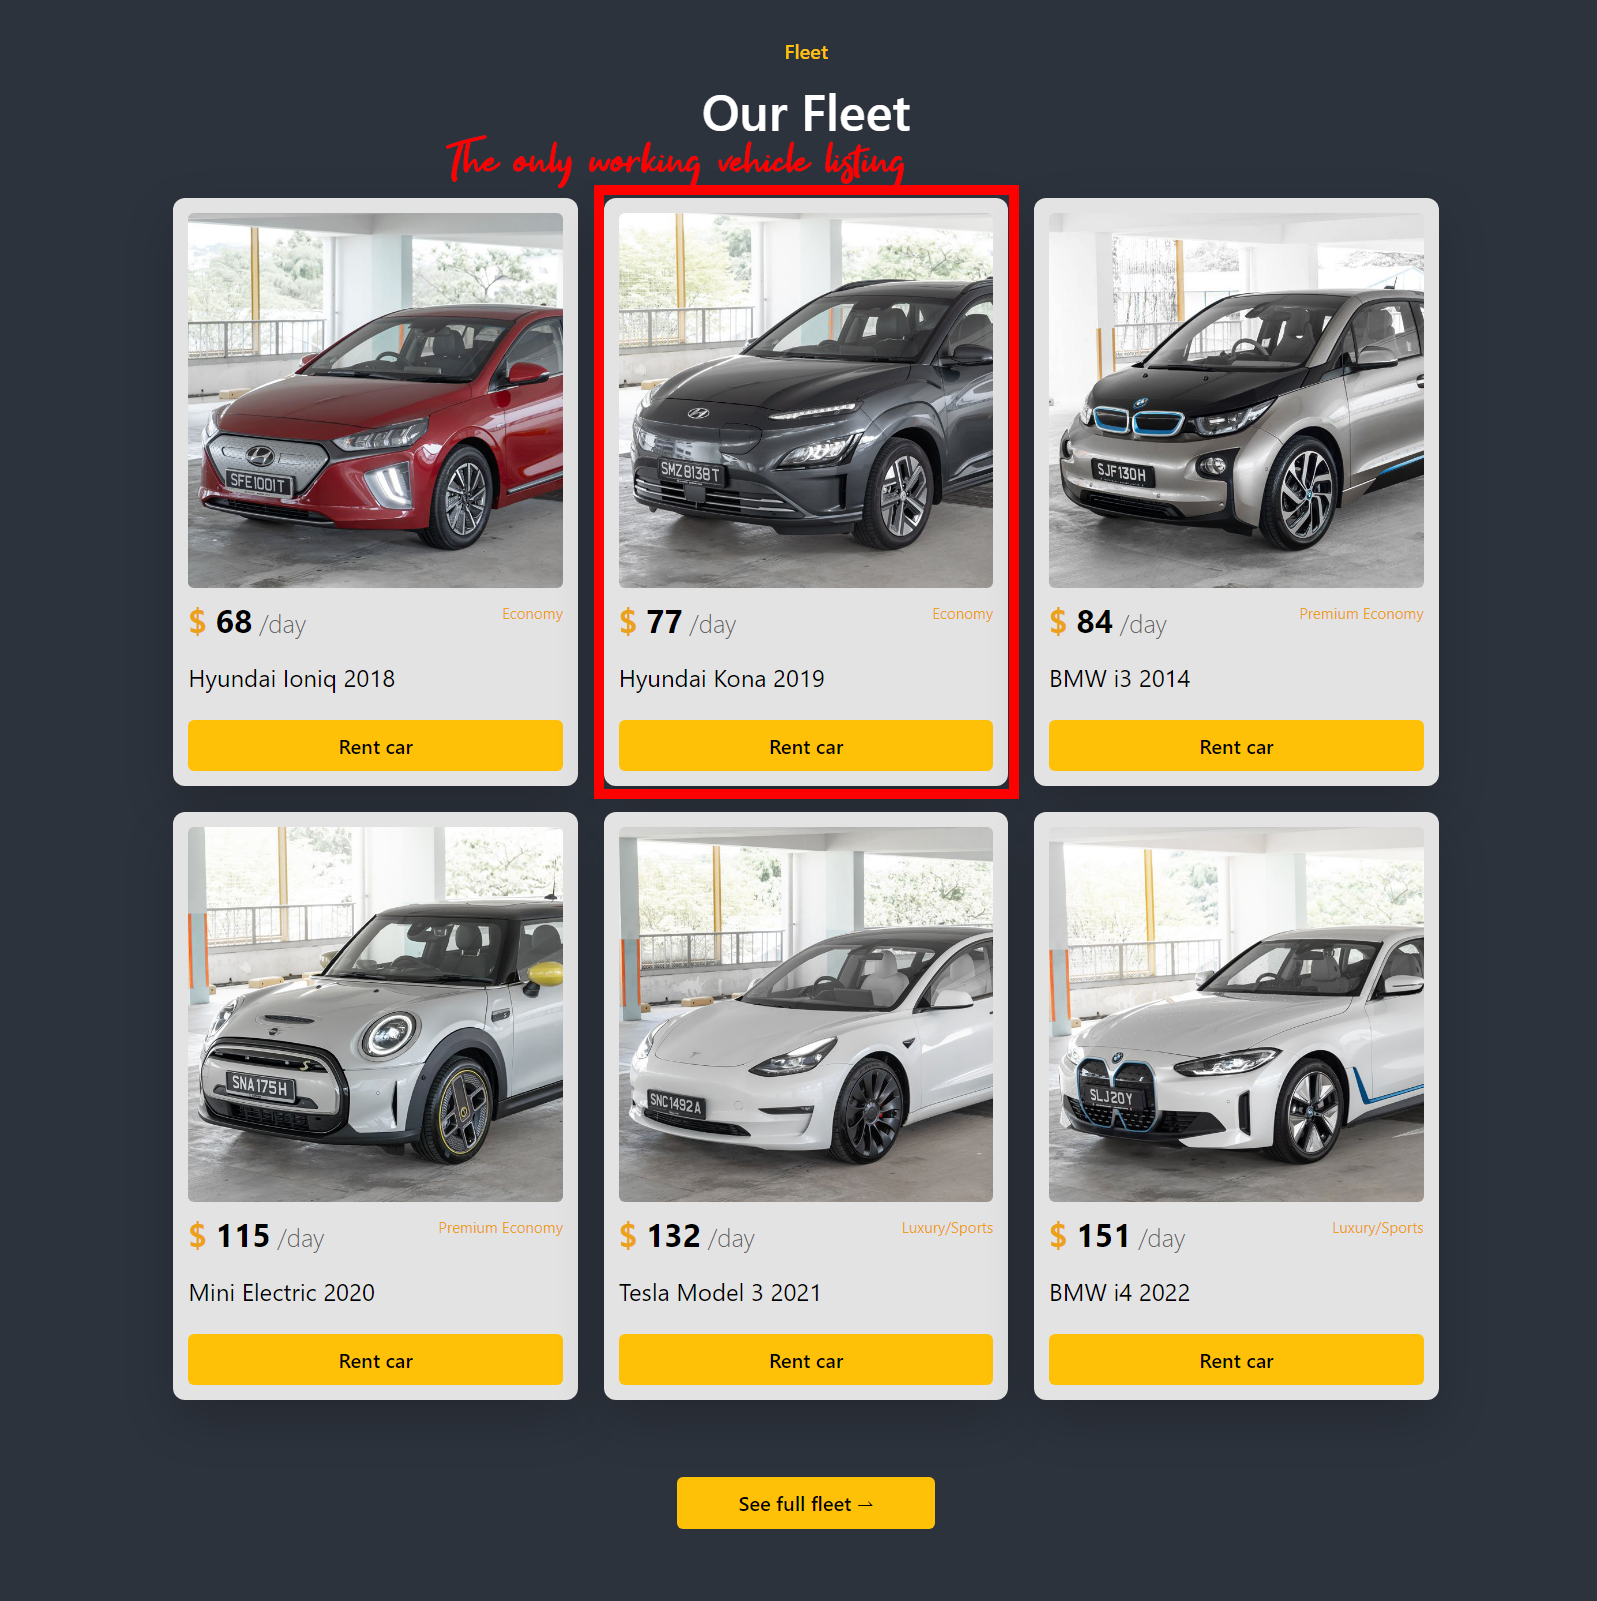 Fleet
Our Fleet
The only working vehicle listing
SFE1001T
SMZ8138T
SJF130H
$ 68 /day Economy
$ 77 /day Economy
$ 84 /day Premium Economy
Hyundai Ioniq 2018
Hyundai Kona 2019
BMW i3 2014
Rent car
Rent car
Rent car
SNA175H
SNC1492A
SLJ20Y
$ 115 /day Premium Economy
$ 132 /day Luxury/Sports
$ 151 /day Luxury/Sports
Mini Electric 2020
Tesla Model 3 2021
BMW i4 2022
Rent car
Rent car
Rent car
See full fleet →